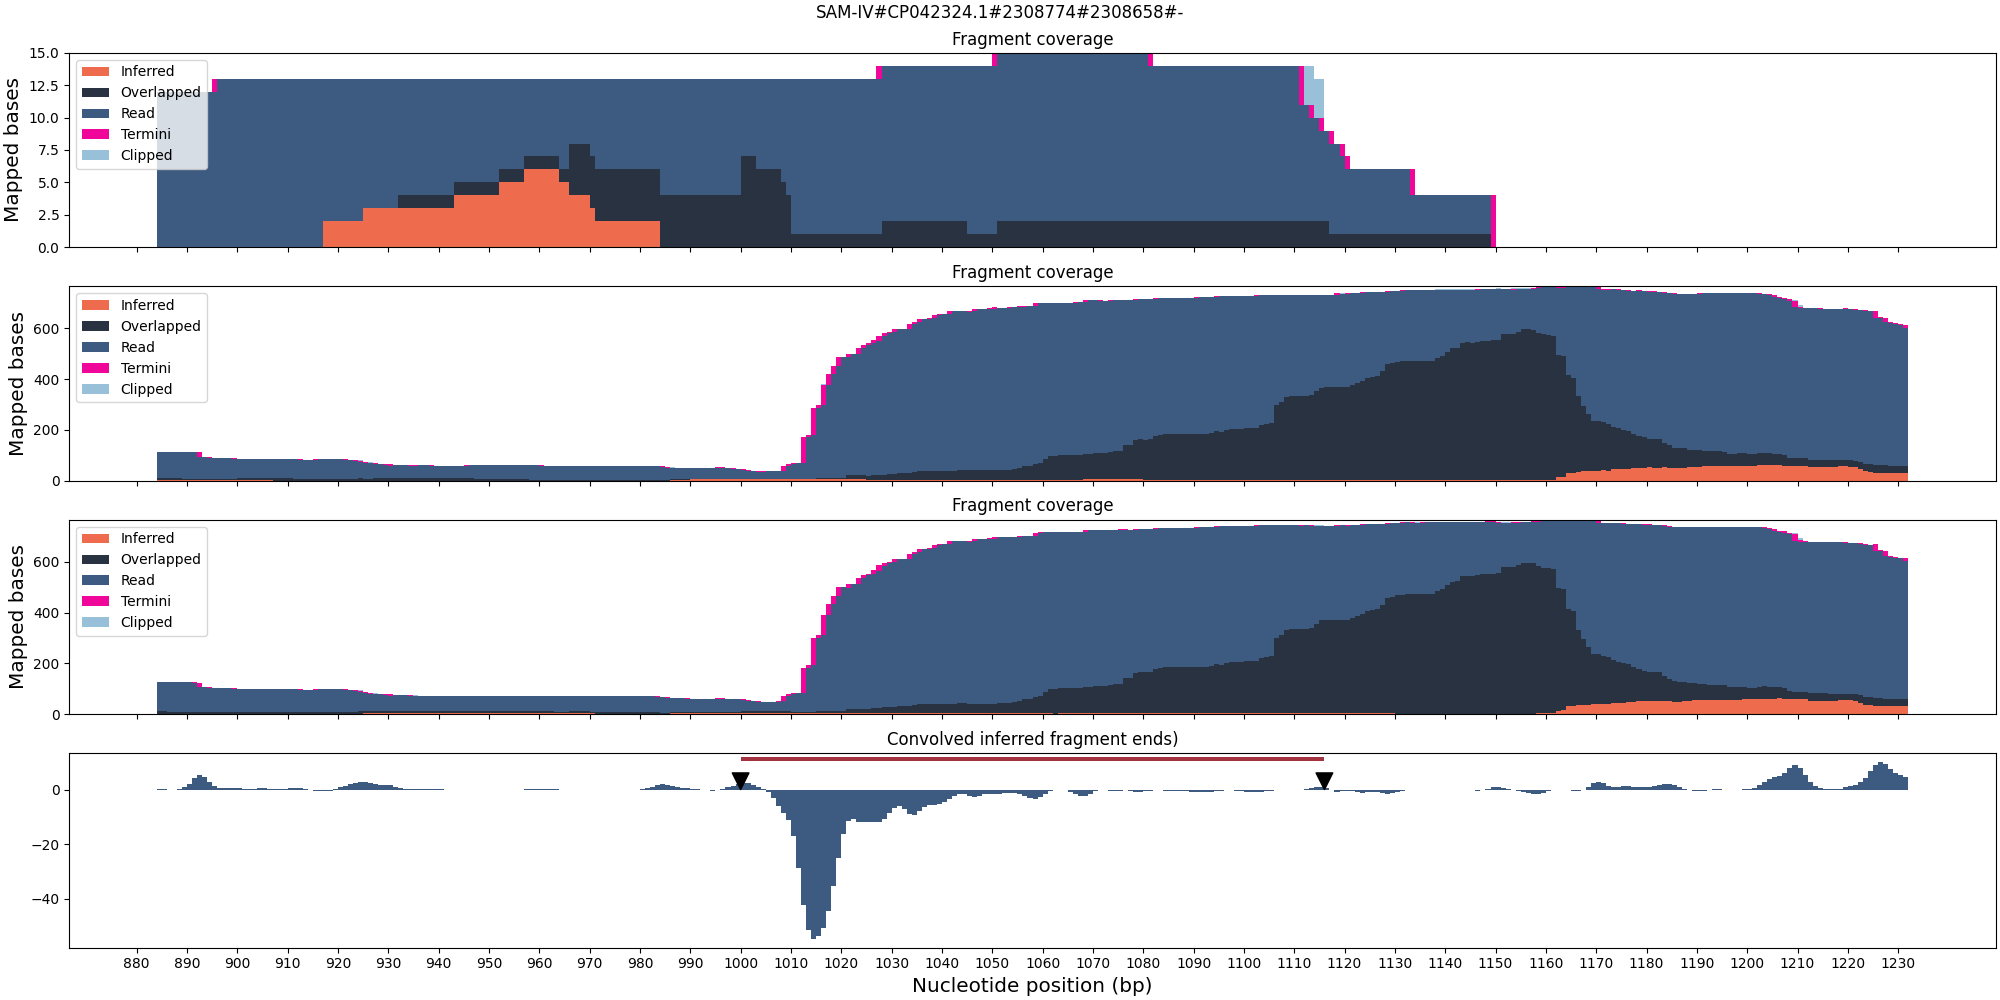 SAM-IV#CP042324.1#2308774#2308658#-
Fragment coverage
Mapped bases
15.0
12.5
10.0
7.5
5.0
2.5
0.0
Inferred
Overlapped
Read
Termini
Clipped
Fragment coverage
Mapped bases
600
400
200
0
Inferred
Overlapped
Read
Termini
Clipped
Fragment coverage
Mapped bases
600
400
200
0
Inferred
Overlapped
Read
Termini
Clipped
Convolved inferred fragment ends)
0
−20
−40
880 890 900 910 920 930 940 950 960 970 980 990 1000 1010 1020 1030 1040 1050 1060 1070 1080 1090 1100 1110 1120 1130 1140 1150 1160 1170 1180 1190 1200 1210 1220 1230
Nucleotide position (bp)